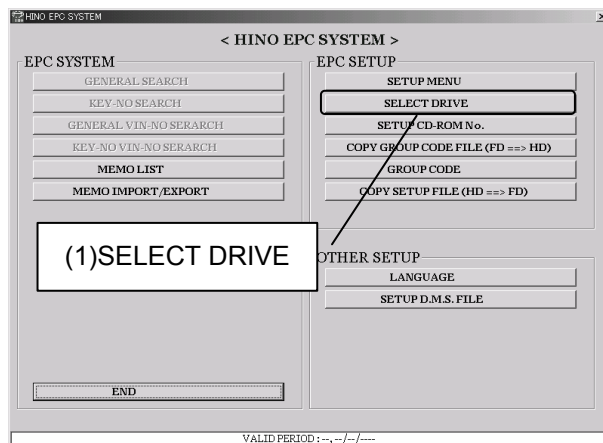 HINO EPC SYSTEM
< HINO EPC SYSTEM >
EPC SYSTEM
GENERAL SEARCH
KEY-NO SEARCH
GENERAL VIN-NO SERARCH
KEY-NO VIN-NO SERARCH
MEMO LIST
MEMO IMPORT/EXPORT
(1)SELECT DRIVE
END
EPC SETUP
SETUP MENU
SELECT DRIVE
SETUP CD-ROM No.
COPY GROUP CODE FILE (FD ==> HD)
GROUP CODE
COPY SETUP FILE (HD ==> FD)
OTHER SETUP
LANGUAGE
SETUP D.M.S. FILE
VALID PERIOD : --, --/--/----